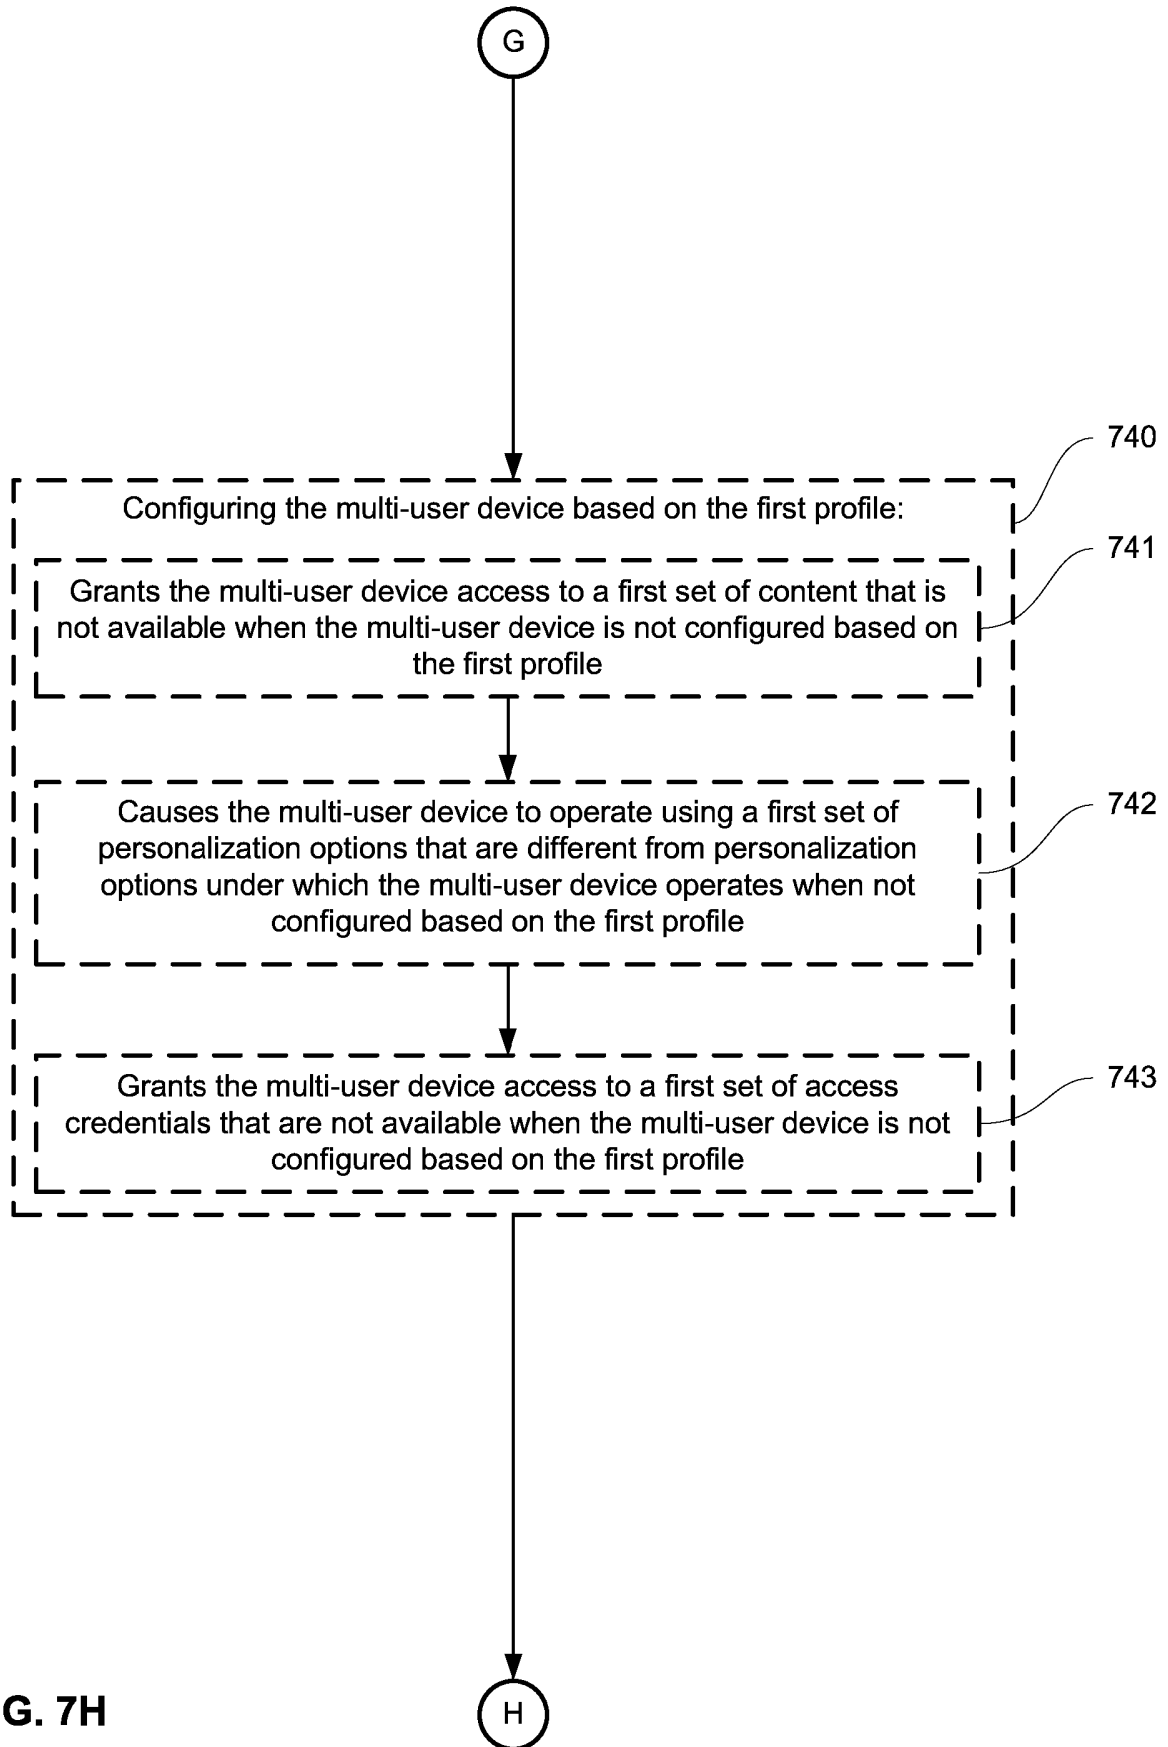 G
740
Configuring the multi-user device based on the first profile:
741
Grants the multi-user device access to a first set of content that is
not available when the multi-user device is not configured based on
the first profile
742
Causes the multi-user device to operate using a first set of
personalization options that are different from personalization
options under which the multi-user device operates when not
configured based on the first profile
743
Grants the multi-user device access to a first set of access
credentials that are not available when the multi-user device is not
configured based on the first profile
G. 7H
H